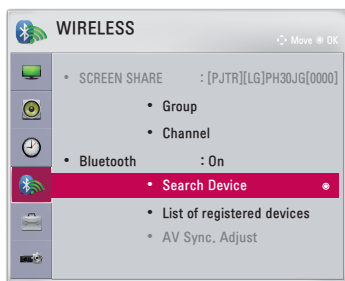 WIRELESS
Move ◉ OK
• SCREEN SHARE : [PJTR][LG]PH30JG[0000]
• Group
• Channel
• Bluetooth : On
• Search Device ◉
• List of registered devices
• AV Sync. Adjust